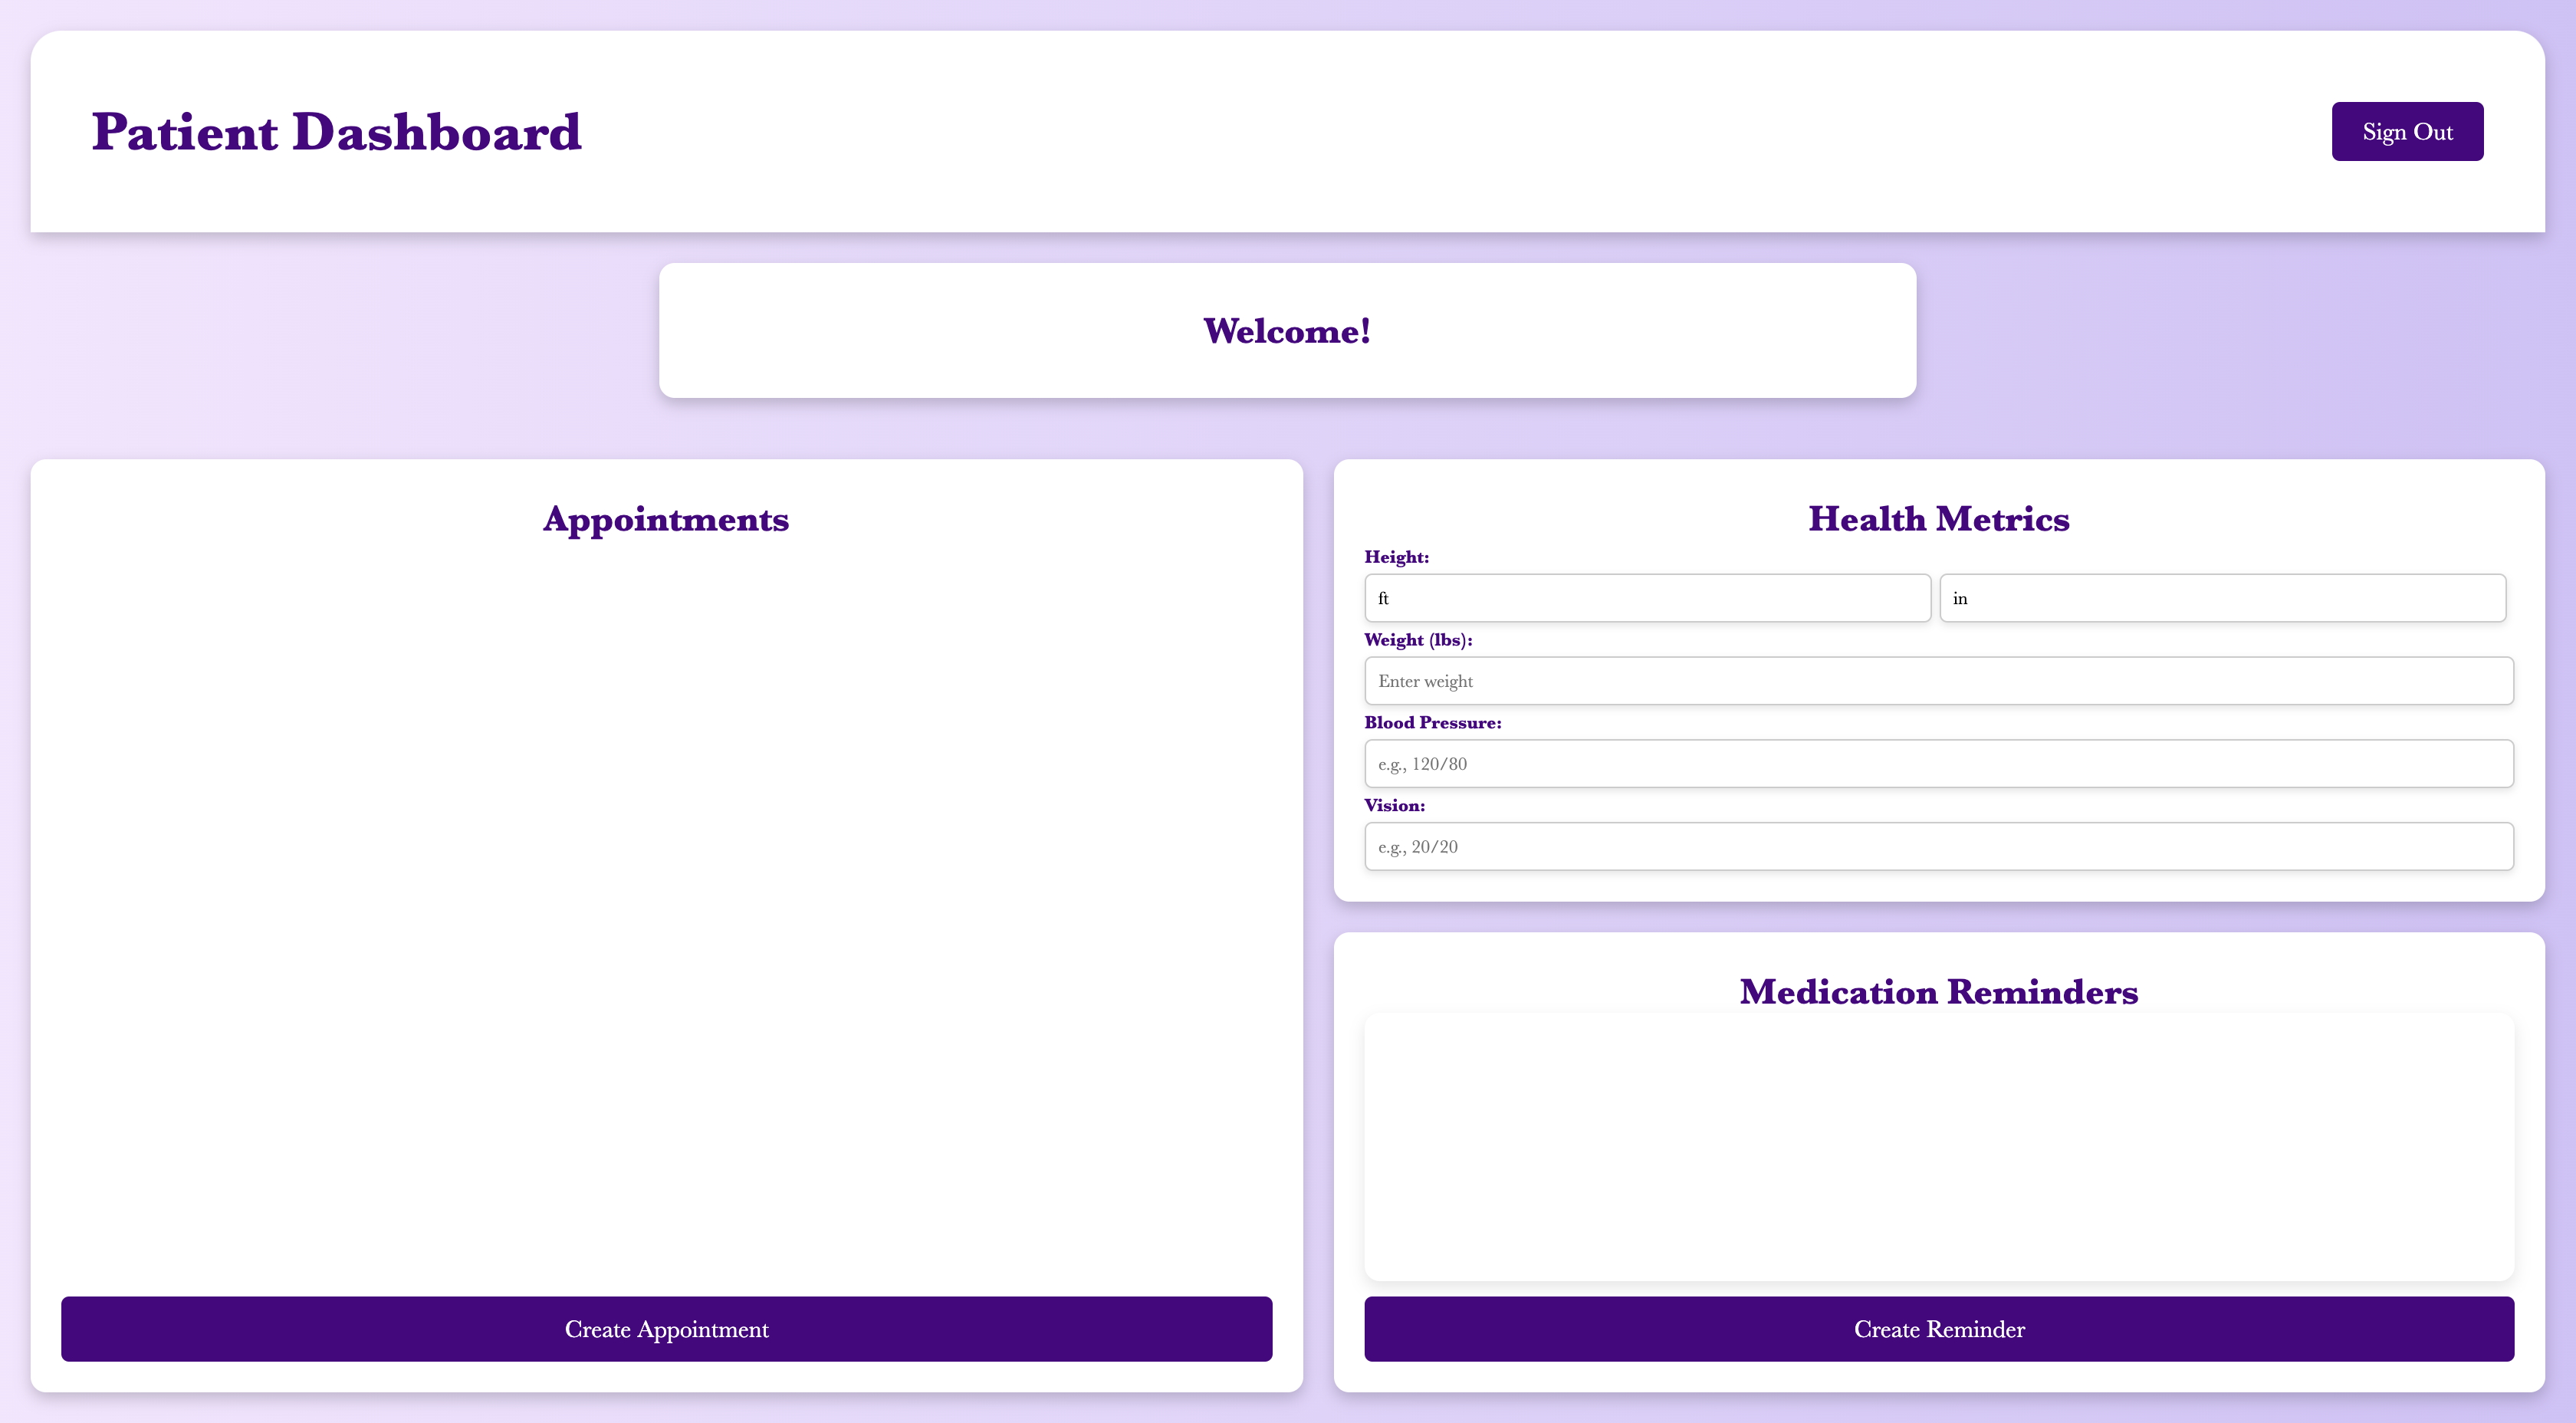 Patient Dashboard
Sign Out
Welcome!
Appointments
Create Appointment
Health Metrics
Height:
ft in
Weight (lbs):
Enter weight
Blood Pressure:
e.g., 120/80
Vision:
e.g., 20/20
Medication Reminders
Create Reminder